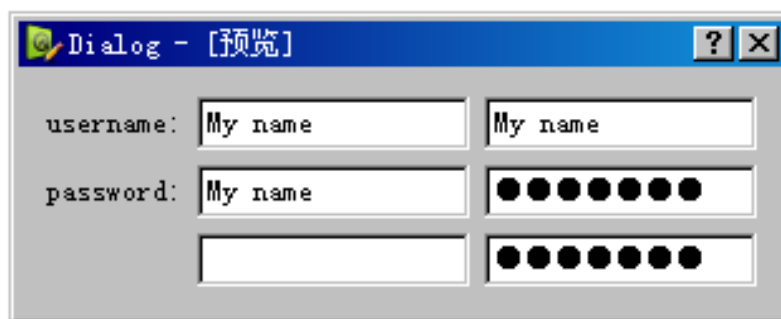 Dialog - [预览]
username: My name My name
password: My name ●●●●●●●
●●●●●●●